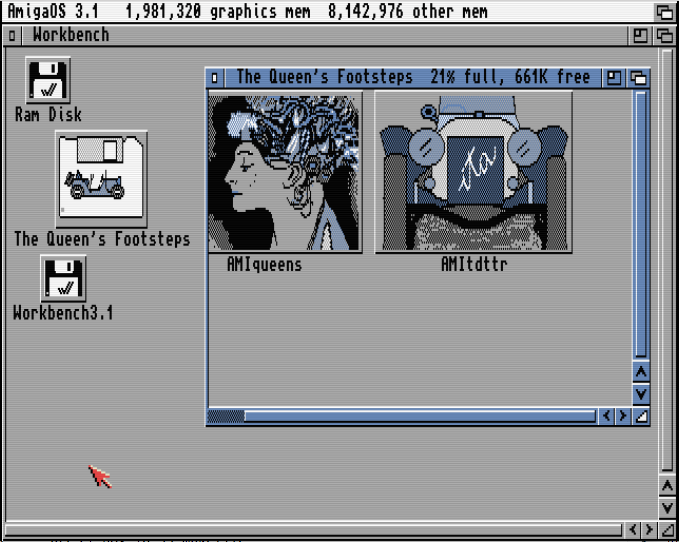 AmigaOS 3.1 1,981,320 graphics mem 8,142,976 other mem
Workbench
Ram Disk
The Queen's Footsteps
Workbench3.1
The Queen's Footsteps 21% full, 661K free
ita
AMIqueens
AMItdttr